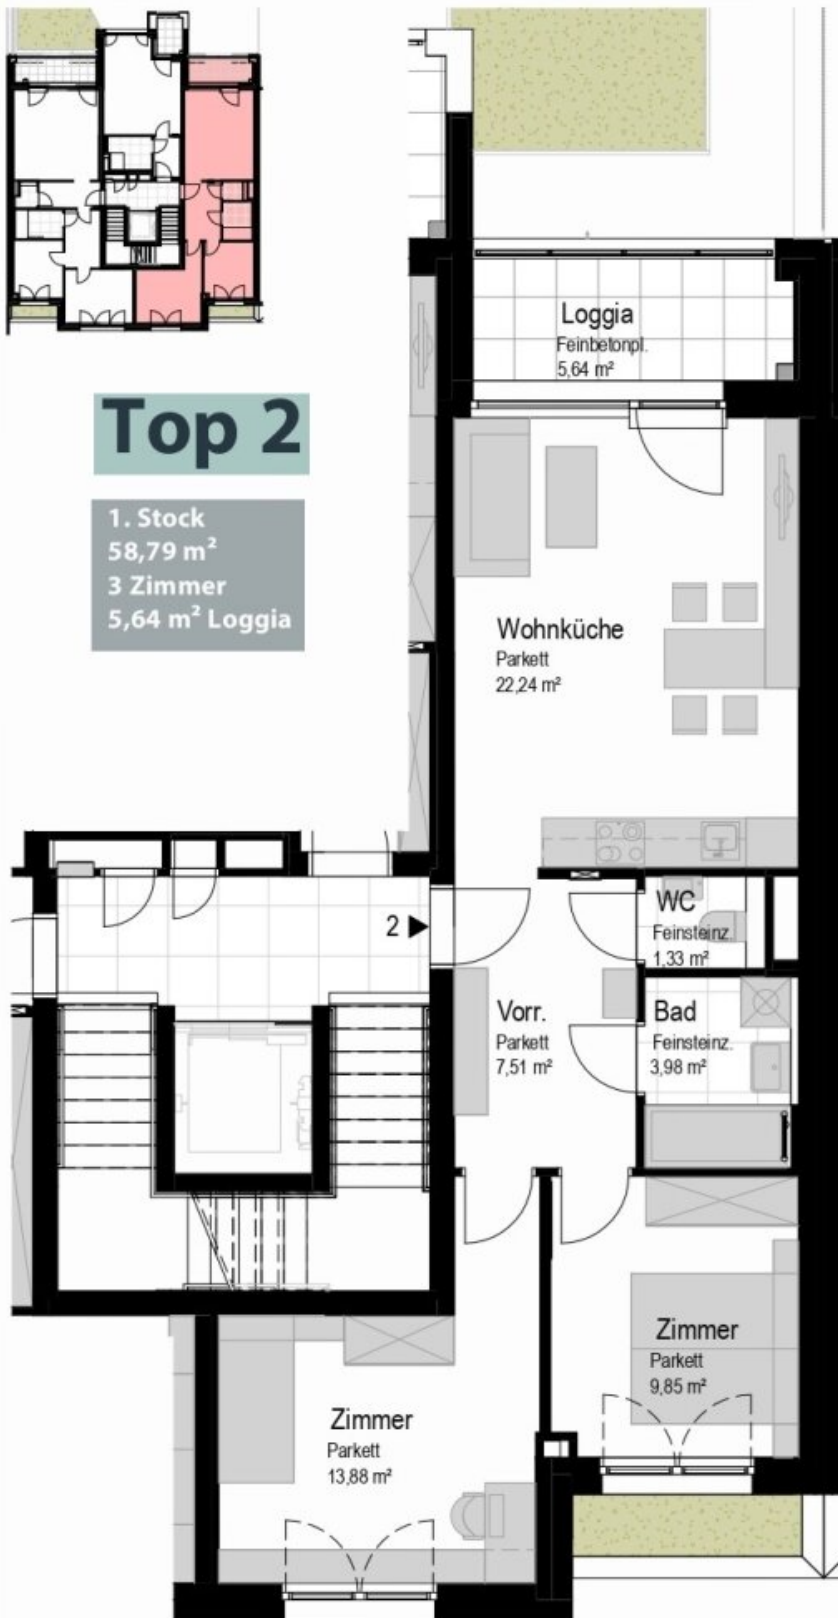 Top 2
1. Stock
58,79 m²
3 Zimmer
5,64 m² Loggia
Loggia
Feinbetonpl.
5,64 m²
Wohnküche
Parkett
22,24 m²
2
WC
Feinsteinz.
1,33 m²
Vorr.
Parkett
7,51 m²
Bad
Feinsteinz.
3,98 m²
Zimmer
Parkett
9,85 m²
Zimmer
Parkett
13,88 m²